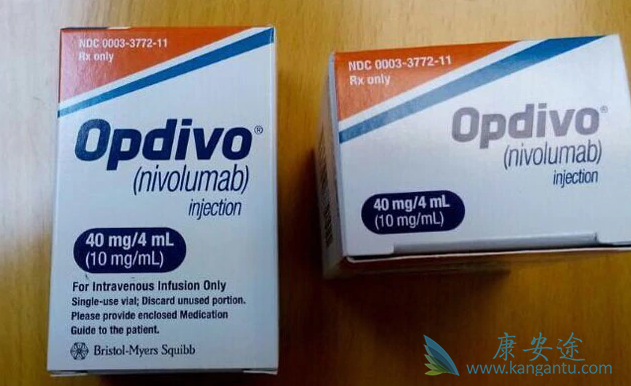 NDC 0003-3772-11
Rx only
Opdivo®
(nivolumab)
injection
40 mg/4 mL
(10 mg/mL)
For Intravenous Infusion Only
Single-use vial; Discard unused portion.
Please provide enclosed Medication
Guide to the patient.
Bristol-Myers Squibb
NDC 0003-3772-11
Rx only
Opdivo®
(nivolumab)
injection
40 mg/4 mL
(10 mg/mL)
康安途
www.kangantu.com